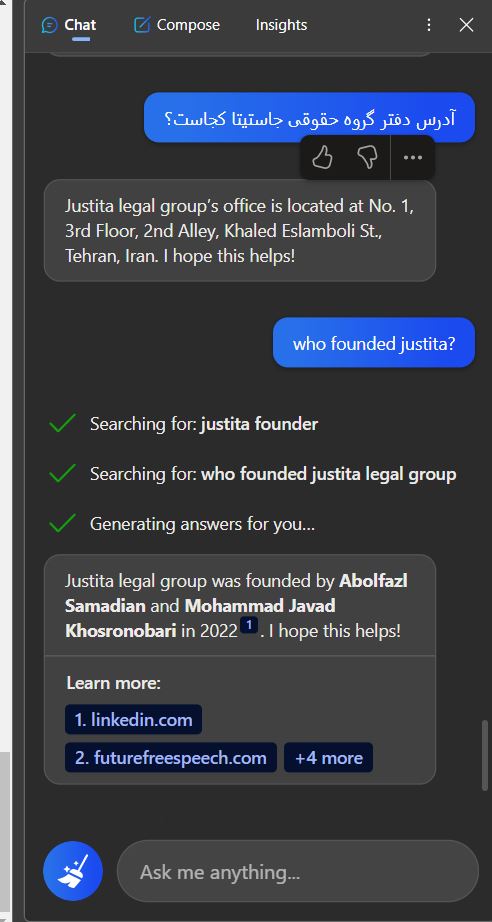 Chat Compose Insights
آدرس دفتر گروه حقوقی جاستیتا کجاست؟
Justita legal group’s office is located at No. 1,
3rd Floor, 2nd Alley, Khaled Eslamboli St.,
Tehran, Iran. I hope this helps!
who founded justita?
Searching for: justita founder
Searching for: who founded justita legal group
Generating answers for you...
Justita legal group was founded by Abolfazl
Samadian and Mohammad Javad
Khosronobari in 2022 1 . I hope this helps!
Learn more:
1. linkedin.com
2. futurefreespeech.com +4 more
Ask me anything...